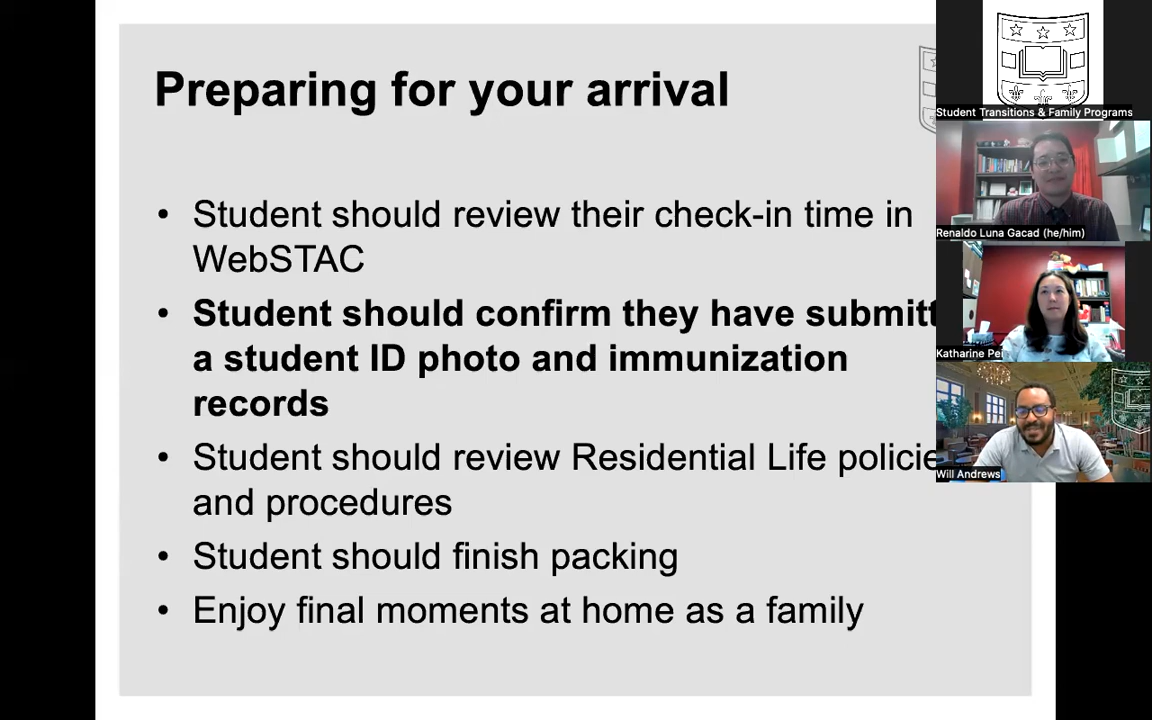 Preparing for your arrival
• Student should review their check-in time in
WebSTAC
• Student should confirm they have submitt
a student ID photo and immunization
records
• Student should review Residential Life policie
and procedures
• Student should finish packing
• Enjoy final moments at home as a family
Student Transitions & Family Programs
Renaldo Luna Gacad (he/him)
Katharine Pei
Will Andrews